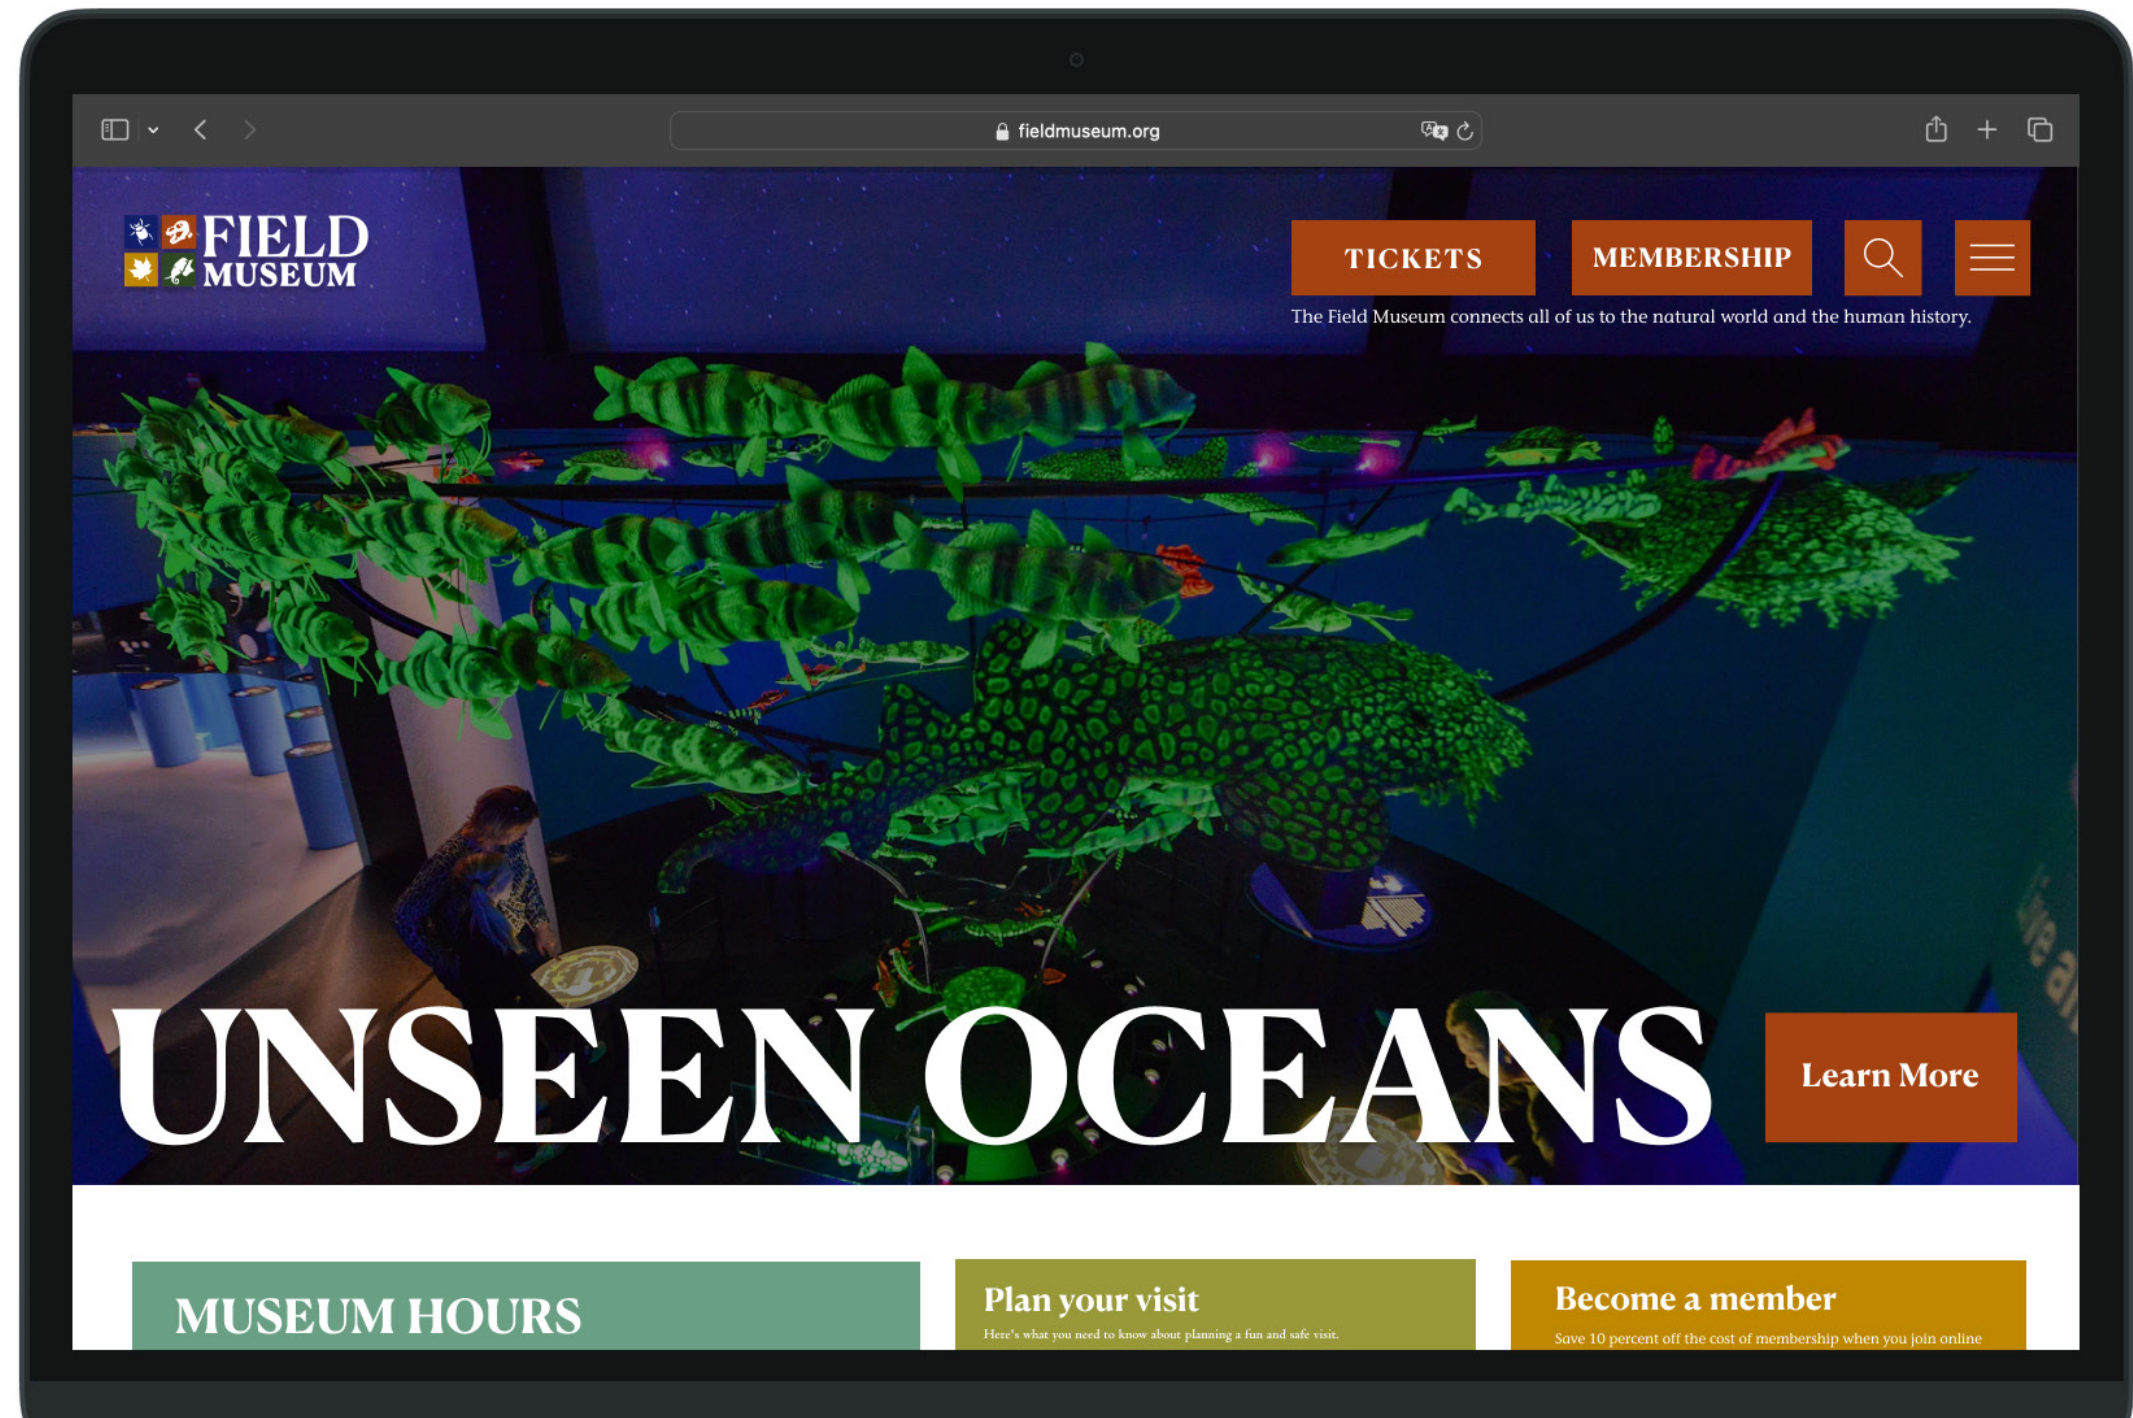 fieldmuseum.org
FIELD
MUSEUM
TICKETS
MEMBERSHIP
The Field Museum connects all of us to the natural world and the human history.
UNSEEN OCEANS
Learn More
MUSEUM HOURS
Plan your visit
Here's what you need to know about planning a fun and safe visit.
Become a member
Save 10 percent off the cost of membership when you join online